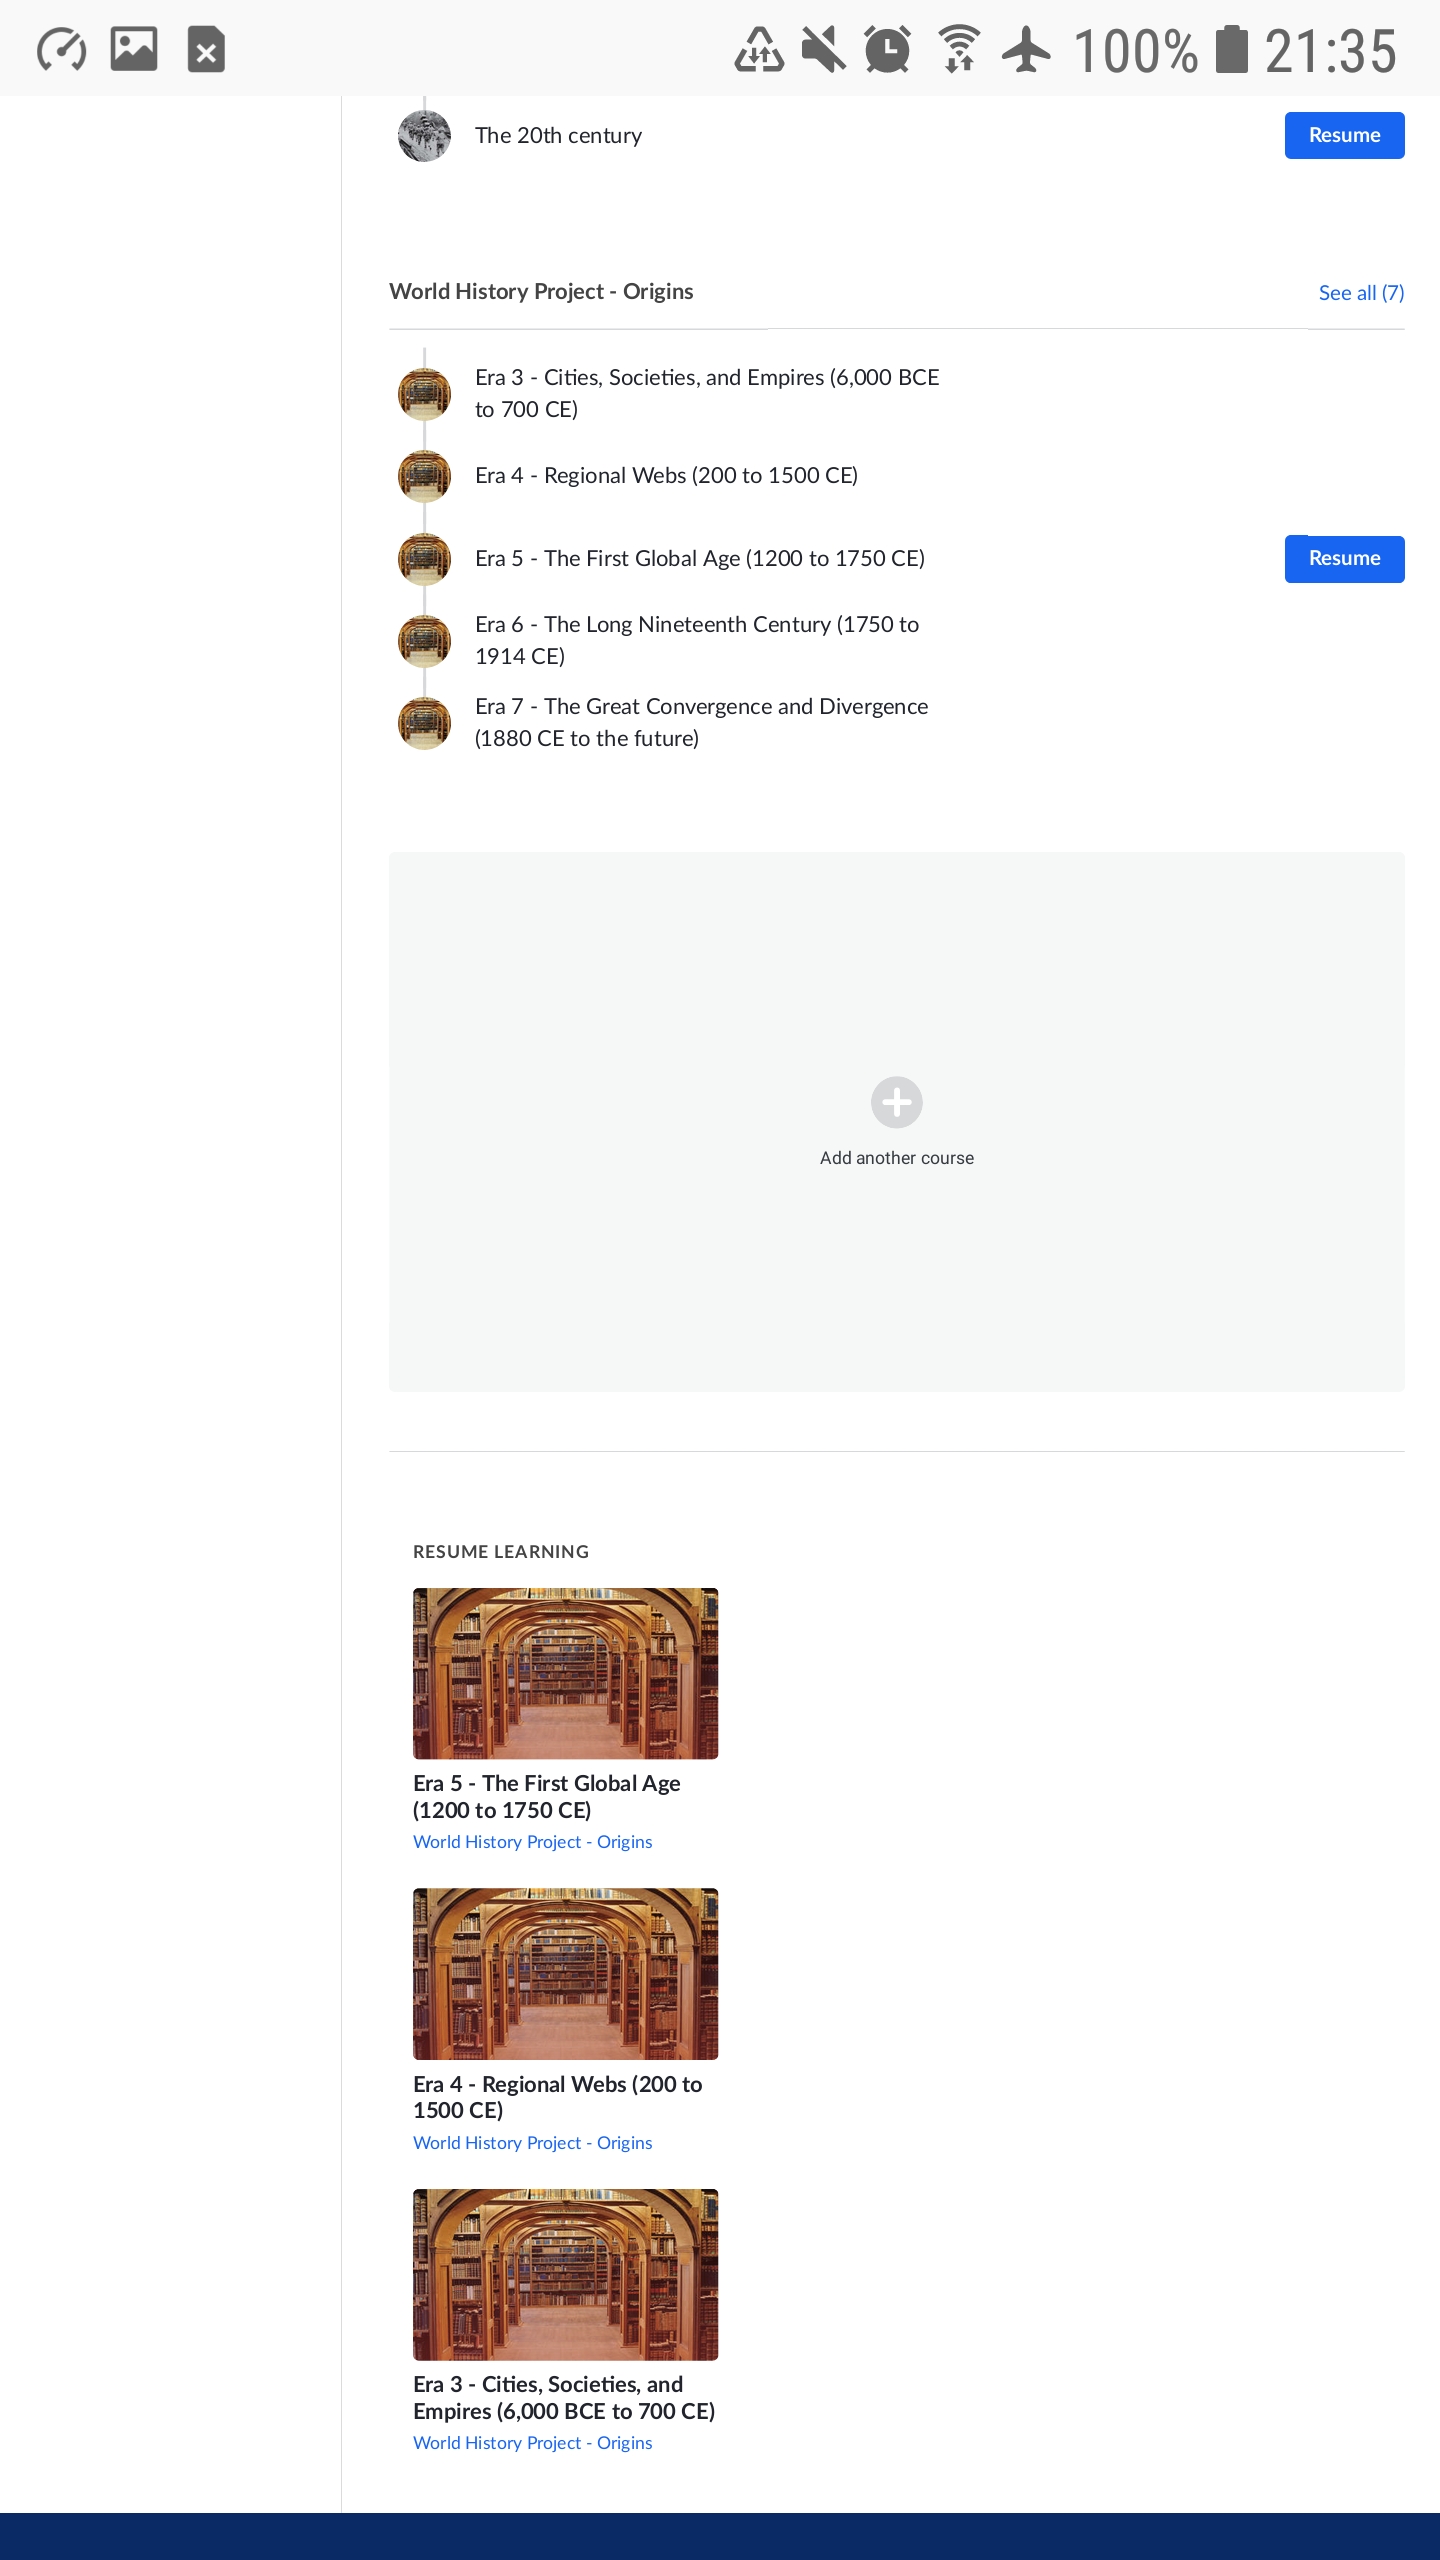 100% 21:35
The 20th century
Resume
World History Project - Origins
See all (7)
Era 3 - Cities, Societies, and Empires (6,000 BCE
to 700 CE)
Era 4 - Regional Webs (200 to 1500 CE)
Era 5 - The First Global Age (1200 to 1750 CE)
Resume
Era 6 - The Long Nineteenth Century (1750 to
1914 CE)
Era 7 - The Great Convergence and Divergence
(1880 CE to the future)
Add another course
RESUME LEARNING
Era 5 - The First Global Age
(1200 to 1750 CE)
World History Project - Origins
Era 4 - Regional Webs (200 to
1500 CE)
World History Project - Origins
Era 3 - Cities, Societies, and
Empires (6,000 BCE to 700 CE)
World History Project - Origins